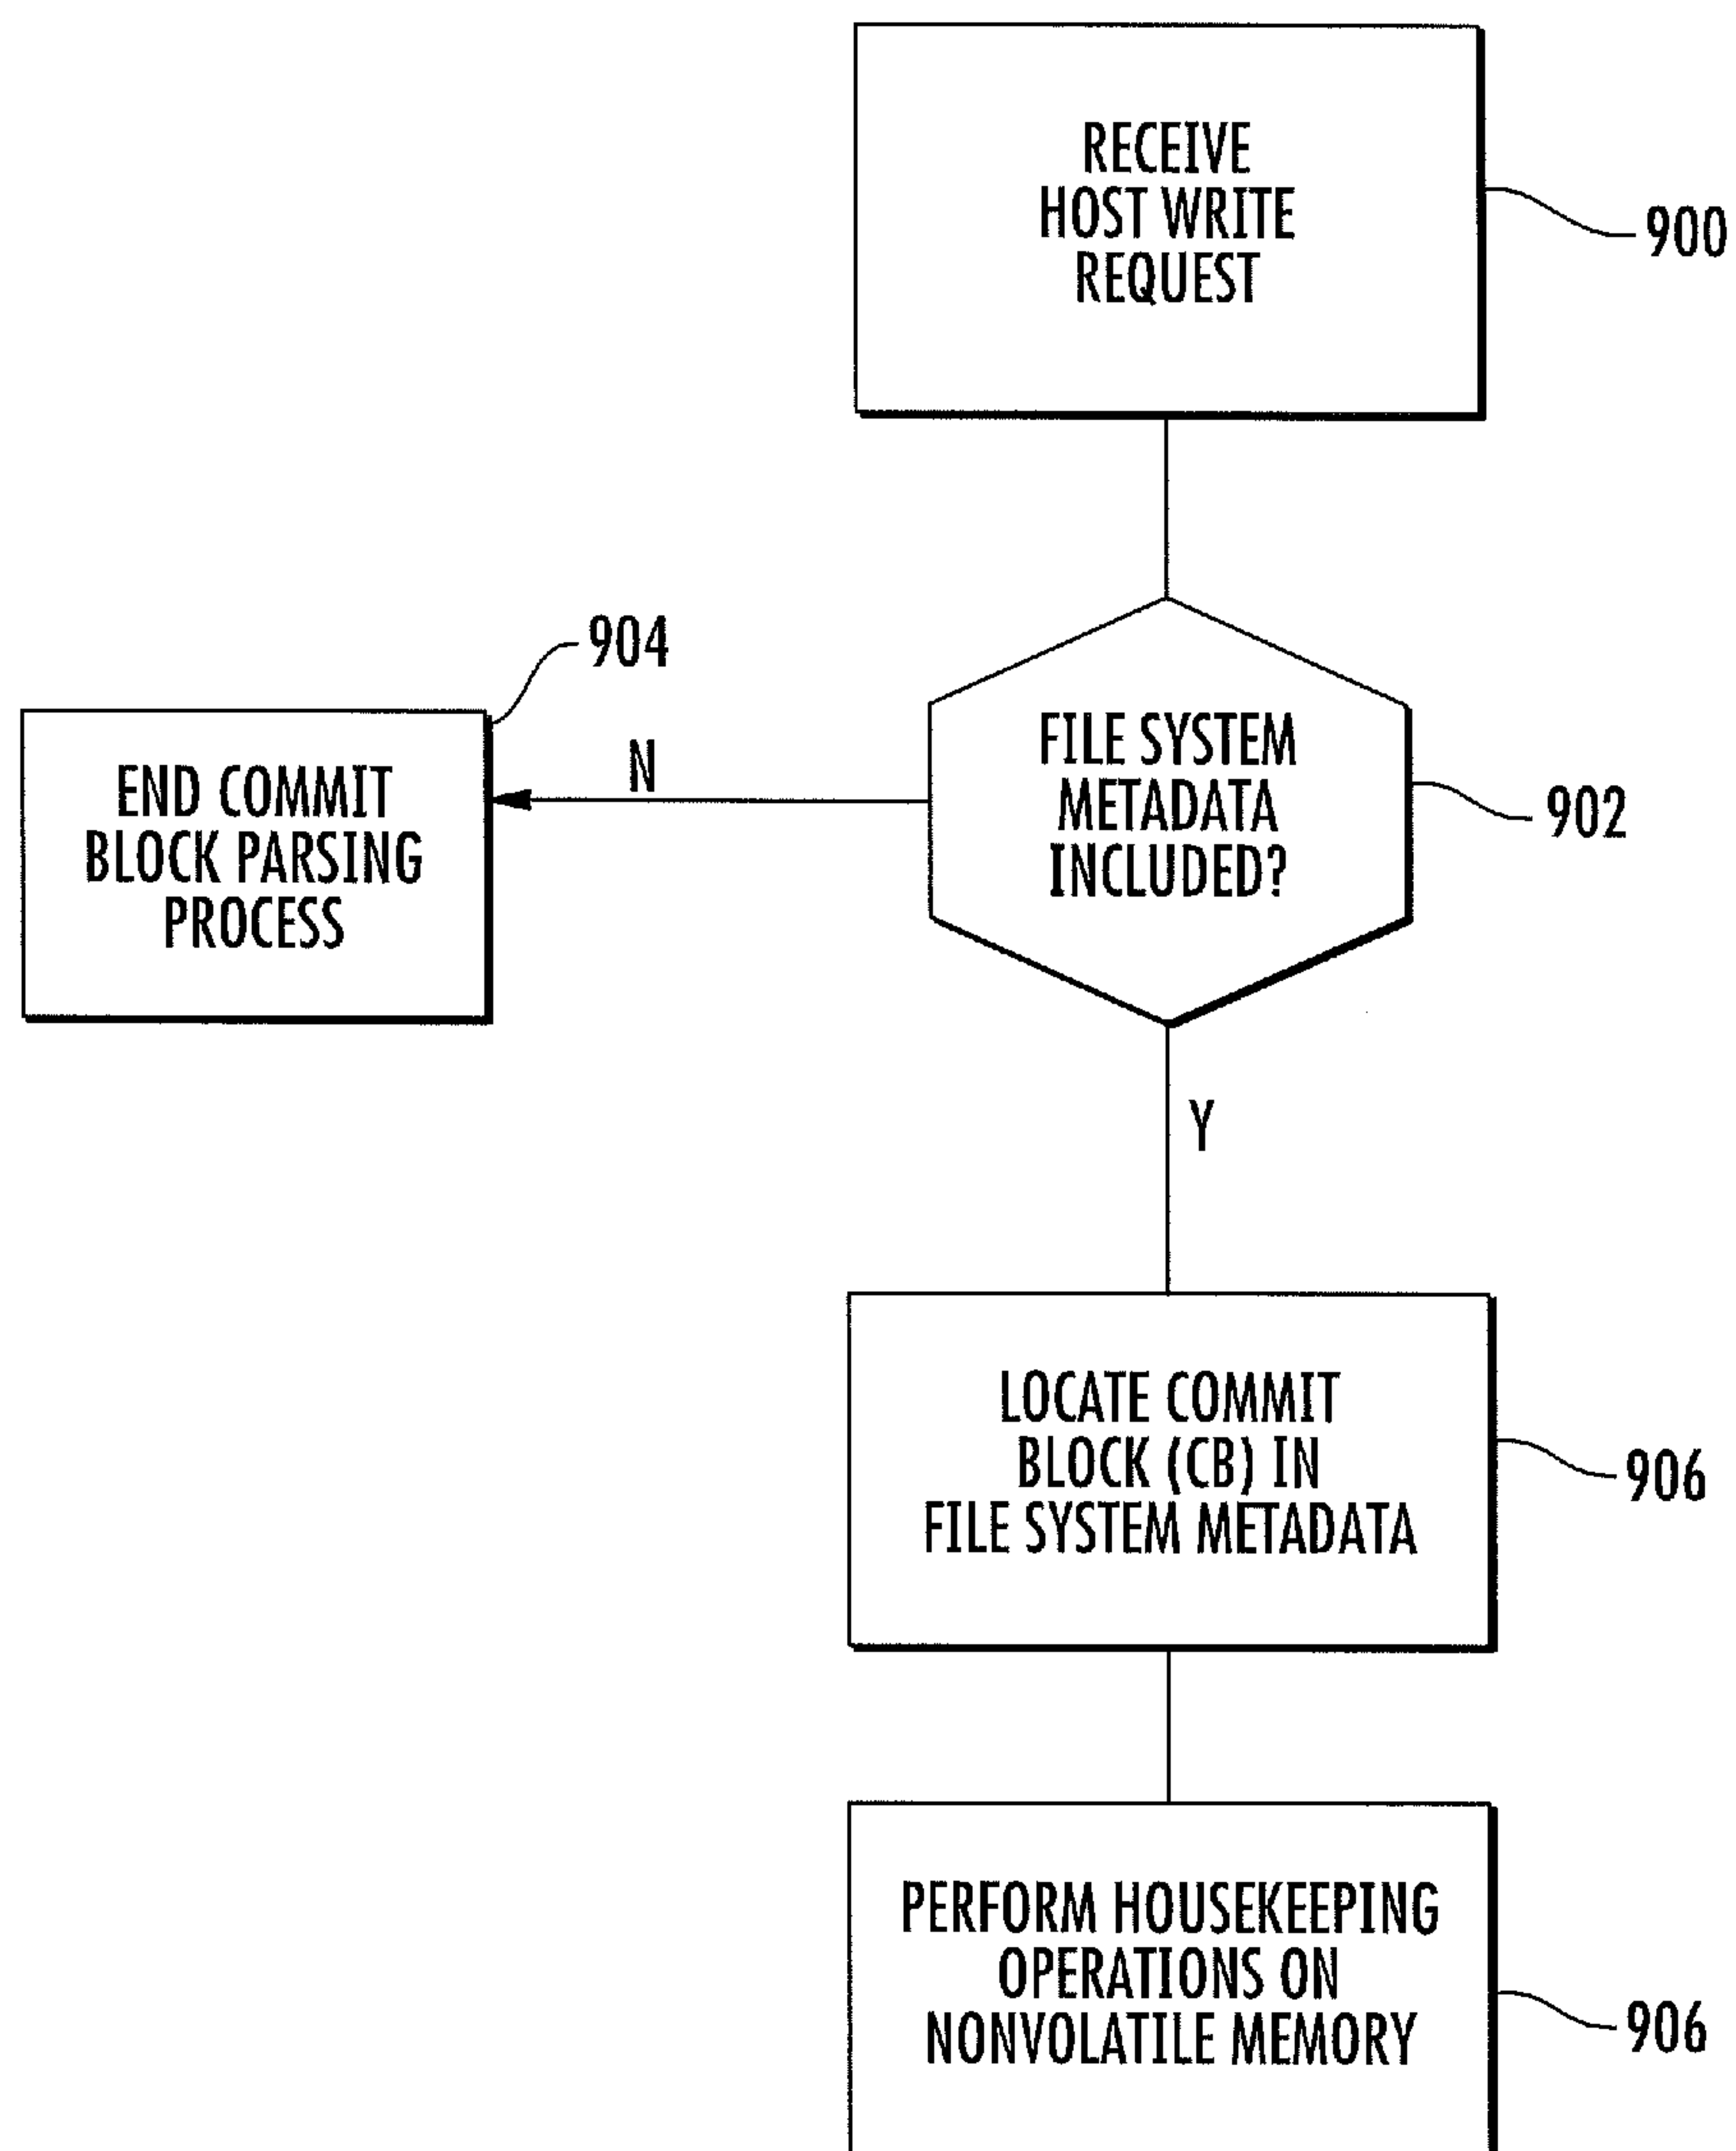 RECEIVE
HOST WRITE
REQUEST
900
FILE SYSTEM
METADATA
INCLUDED?
902
N
904
END COMMIT
BLOCK PARSING
PROCESS
Y
LOCATE COMMIT
BLOCK (CB) IN
FILE SYSTEM METADATA
906
PERFORM HOUSEKEEPING
OPERATIONS ON
NONVOLATILE MEMORY
906